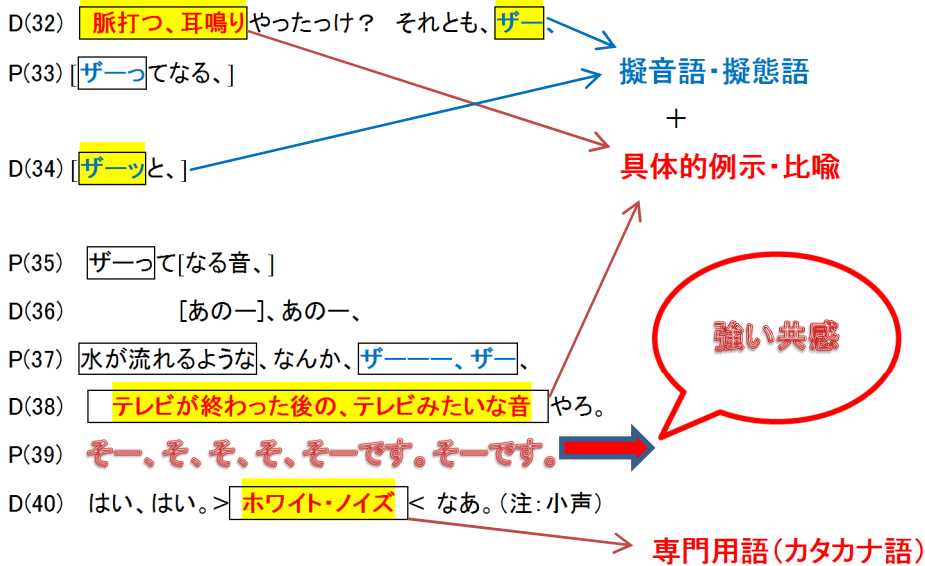 D(32) 脈打つ、耳鳴りやったっけ？ それとも、ザー、
P(33) [ザーってなる、]
擬音語・擬態語
＋
D(34) [ザーッと、]
具体的例示・比喩
P(35) ザーって[なる音、]
D(36) [あのー]、あのー、
強い共感
P(37) 水が流れるような、なんか、ザーーー、ザー、
D(38) テレビが終わった後の、テレビみたいな音 やろ。
P(39) そー、そ、そ、そ、そーです。そーです。
D(40) はい、はい。>ホワイト・ノイズ< なあ。（注：小声）
専門用語（カタカナ語）